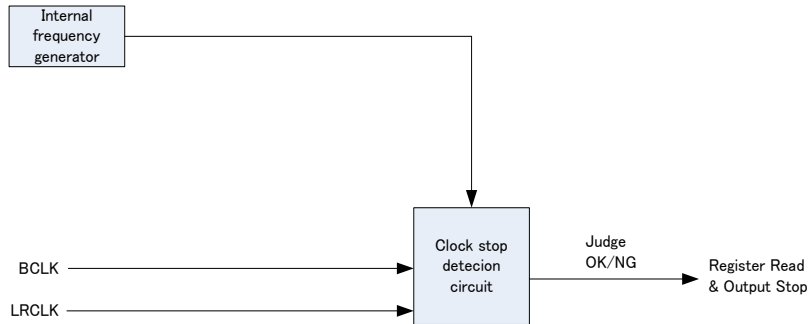 Internal
frequency
generator
Clock stop
detecion
circuit
BCLK
LRCLK
Judge
OK/NG
Register Read
& Output Stop